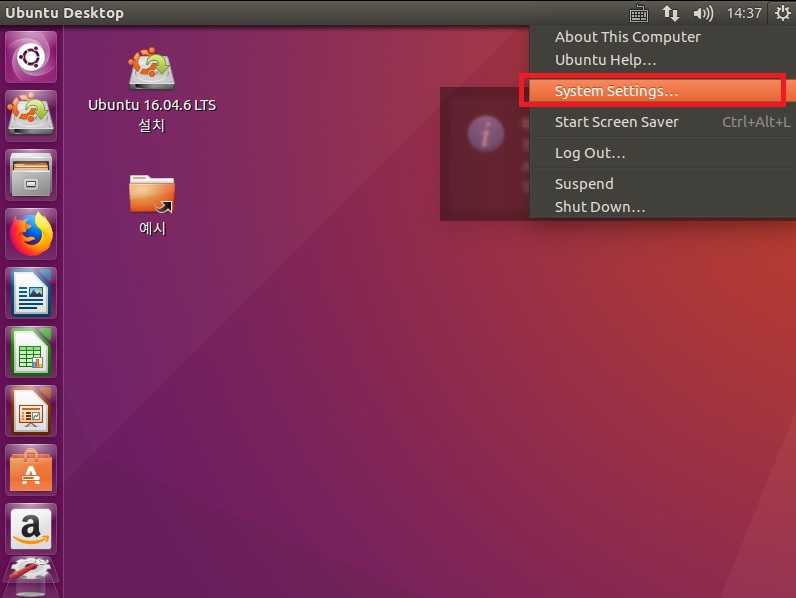 Ubuntu Desktop
14:37
About This Computer
Ubuntu Help...
System Settings...
Start Screen Saver Ctrl+Alt+L
Log Out...
Suspend
Shut Down...
Ubuntu 16.04.6 LTS
설치
예시